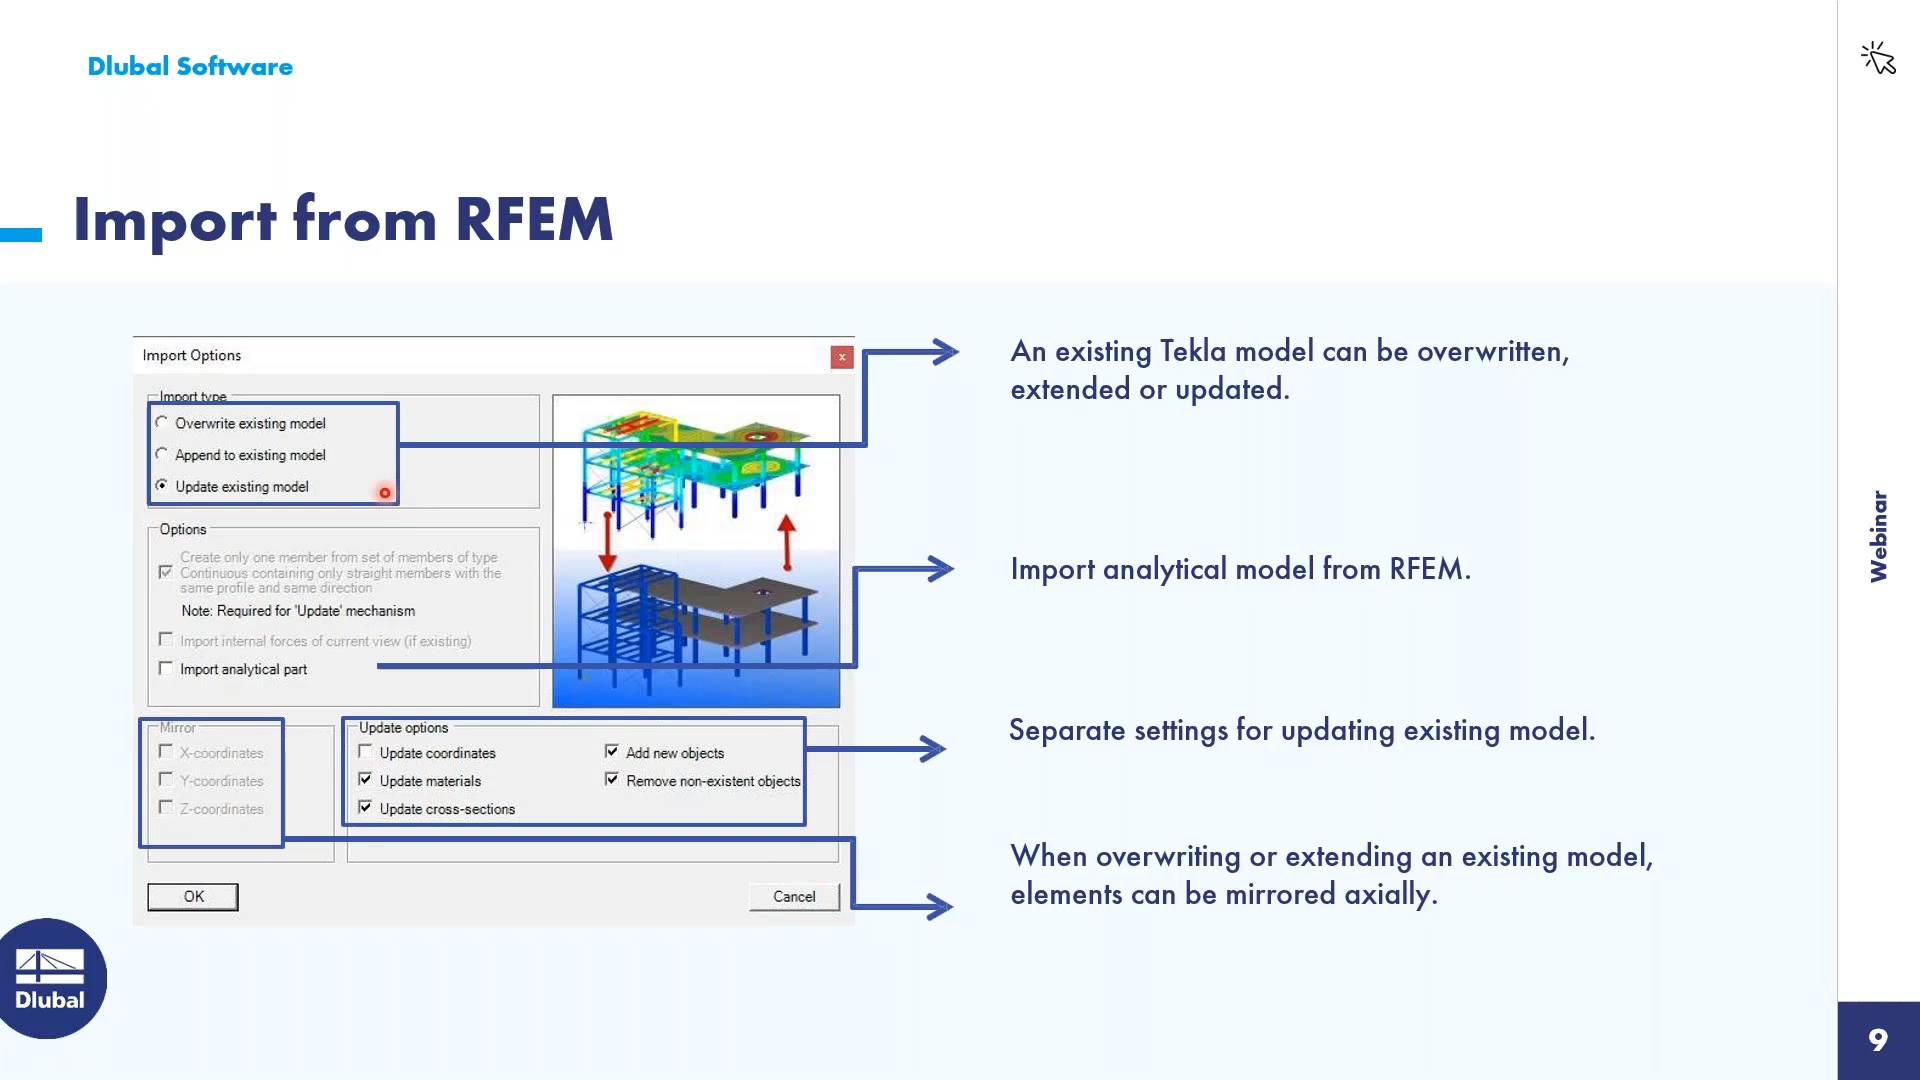 Dlubal Software
Import from RFEM
Import Options
x
Import type
Overwrite existing model
Append to existing model
Update existing model
Options
Create only one member from set of members of type
Continuous containing only straight members with the
same profile and same direction
Note: Required for 'Update' mechanism
Import internal forces of current view (if existing)
Import analytical part
Mirror
X-coordinates
Y-coordinates
Z-coordinates
Update options
Update coordinates
Update materials
Update cross-sections
Add new objects
Remove non-existent objects
OK
Cancel
An existing Tekla model can be overwritten,
extended or updated.
Import analytical model from RFEM.
Separate settings for updating existing model.
When overwriting or extending an existing model,
elements can be mirrored axially.
Webinar
Dlubal
9